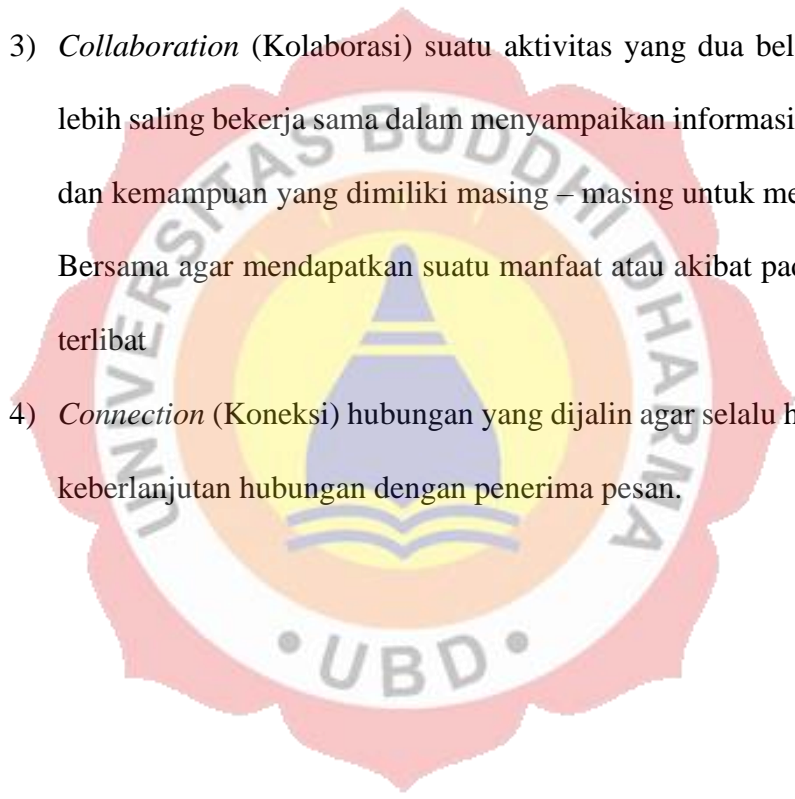 3) Collaboration (Kolaborasi) suatu aktivitas yang dua bel
lebih saling bekerja sama dalam menyampaikan informasi
dan kemampuan yang dimiliki masing – masing untuk me
Bersama agar mendapatkan suatu manfaat atau akibat pa
terlibat
4) Connection (Koneksi) hubungan yang dijalin agar selalu h
keberlanjutan hubungan dengan penerima pesan.
UNIVERSITAS BUDDHI DHARMA
• UBD •